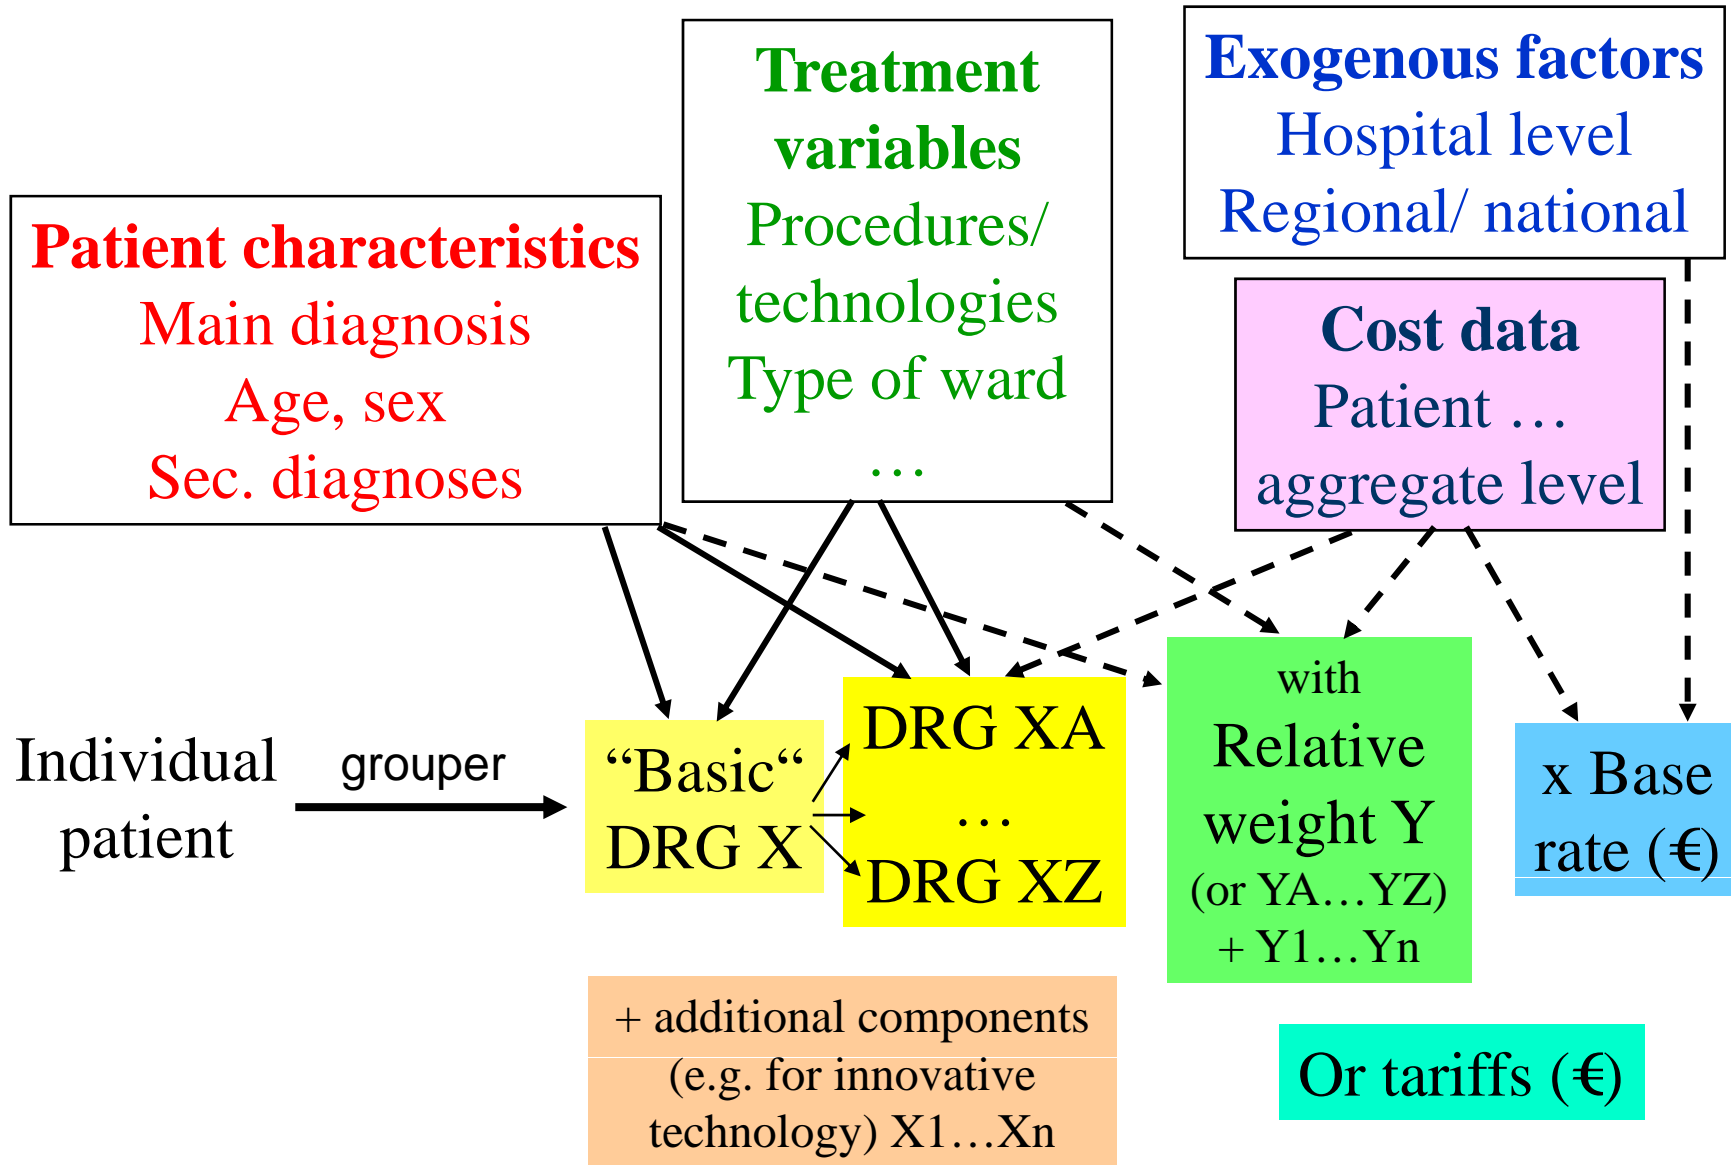 Treatment
variables
Procedures/
technologies
Type of ward
…
Exogenous factors
Hospital level
Regional/ national
Patient characteristics
Main diagnosis
Age, sex
Sec. diagnoses
Cost data
Patient …
aggregate level
Individual
patient
grouper
“Basic“
DRG X
DRG XA
…
DRG XZ
with
Relative
weight Y
(or YA…YZ)
+ Y1…Yn
x Base
rate (€)
+ additional components
(e.g. for innovative
technology) X1…Xn
Or tariffs (€)